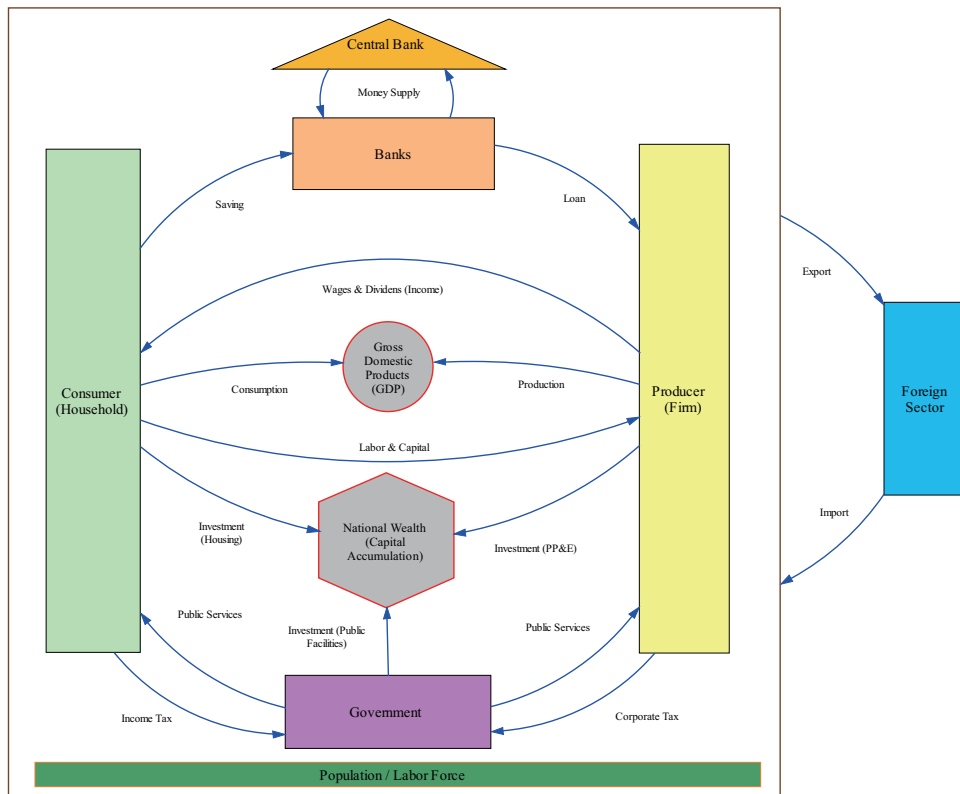 Central Bank
Money Supply
Banks
Saving
Loan
Export
Wages & Dividens (Income)
Gross
Domestic
Products
(GDP)
Consumption
Production
Consumer
(Household)
Producer
(Firm)
Foreign
Sector
Labor & Capital
National Wealth
(Capital
Accumulation)
Investment
(Housing)
Investment (PP&E)
Import
Public Services
Investment (Public
Facilities)
Public Services
Government
Income Tax
Corporate Tax
Population / Labor Force